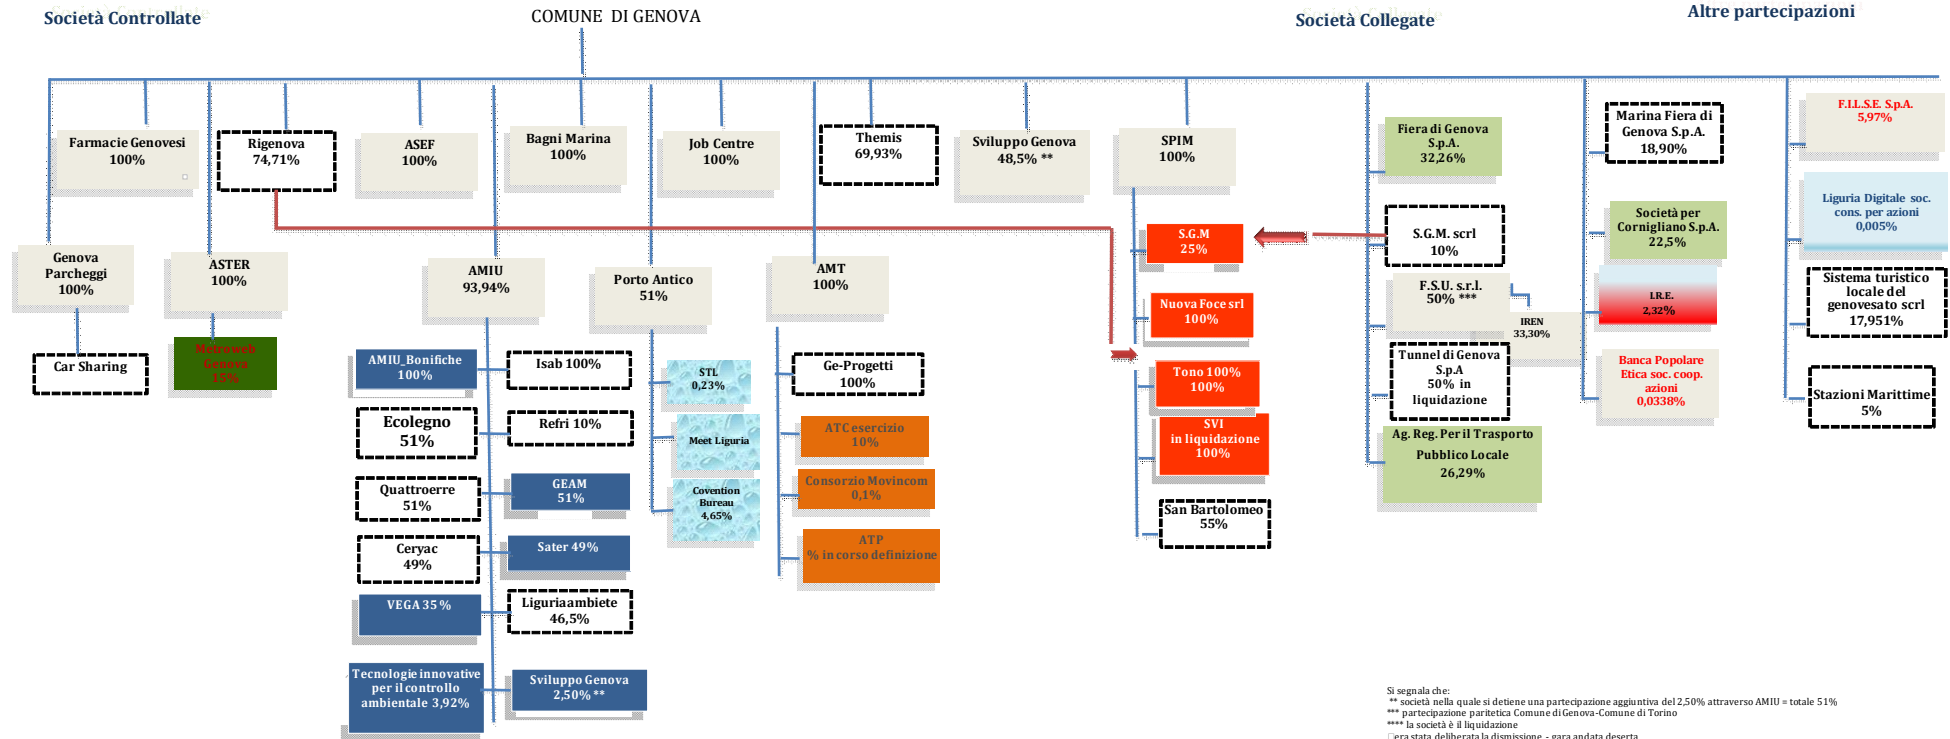 Società Controllate
COMUNE DI GENOVA
Società Collegate
Altre partecipazioni
Farmacie Genovesi
100%
Rigenova
74,71%
ASEF
100%
Bagni Marina
100%
Job Centre
100%
Themis
69,93%
Sviluppo Genova
48,5% **
SPIM
100%
Fiera di Genova
S.p.A.
32,26%
Marina Fiera di
Genova S.p.A.
18,90%
F.I.L.S.E. S.p.A.
5,97%
Genova
Parcheggi
100%
ASTER
100%
AMIU
93,94%
Porto Antico
51%
AMT
100%
S.G.M
25%
S.G.M. scrl
10%
Società per
Cornigliano S.p.A.
22,5%
Liguria Digitale soc.
cons. per azioni
0,005%
Car Sharing
Metroweb
Genova
15%
AMIU_Bonifiche
100%
Isab 100%
Ecolegno
51%
Refri 10%
Quattroerre
51%
GEAM
51%
Ceryac
49%
Sater 49%
VEGA 35 %
Liguriaambiete
46,5%
Tecnologie innovative
per il controllo
ambientale 3,92%
Sviluppo Genova
2,50% **
STL
0,23%
Meet Liguria
Covention
Bureau
4,65%
Ge-Progetti
100%
ATC esercizio
10%
Consorzio Movincom
0,1%
ATP
% in corso definizione
Nuova Foce srl
100%
Tono 100%
100%
SVI
in liquidazione
100%
San Bartolomeo
55%
F.S.U. s.r.l.
50% ***
IREN
33,30%
Tunnel di Genova
S.p.A
50% in
liquidazione
Ag. Reg. Per il Trasporto
Pubblico Locale
26,29%
I.R.E.
2,32%
Banca Popolare
Etica soc. coop.
azioni
0,0338%
Sistema turistico
locale del
genovesato scrl
17,951%
Stazioni Marittime
5%
Si segnala che:
** società nella quale si detiene una partecipazione aggiuntiva del 2,50% attraverso AMIU = totale 51%
*** partecipazione paritetica Comune di Genova-Comune di Torino
**** la società è il liquidazione
era stata deliberata la dismissione - gara andata deserta